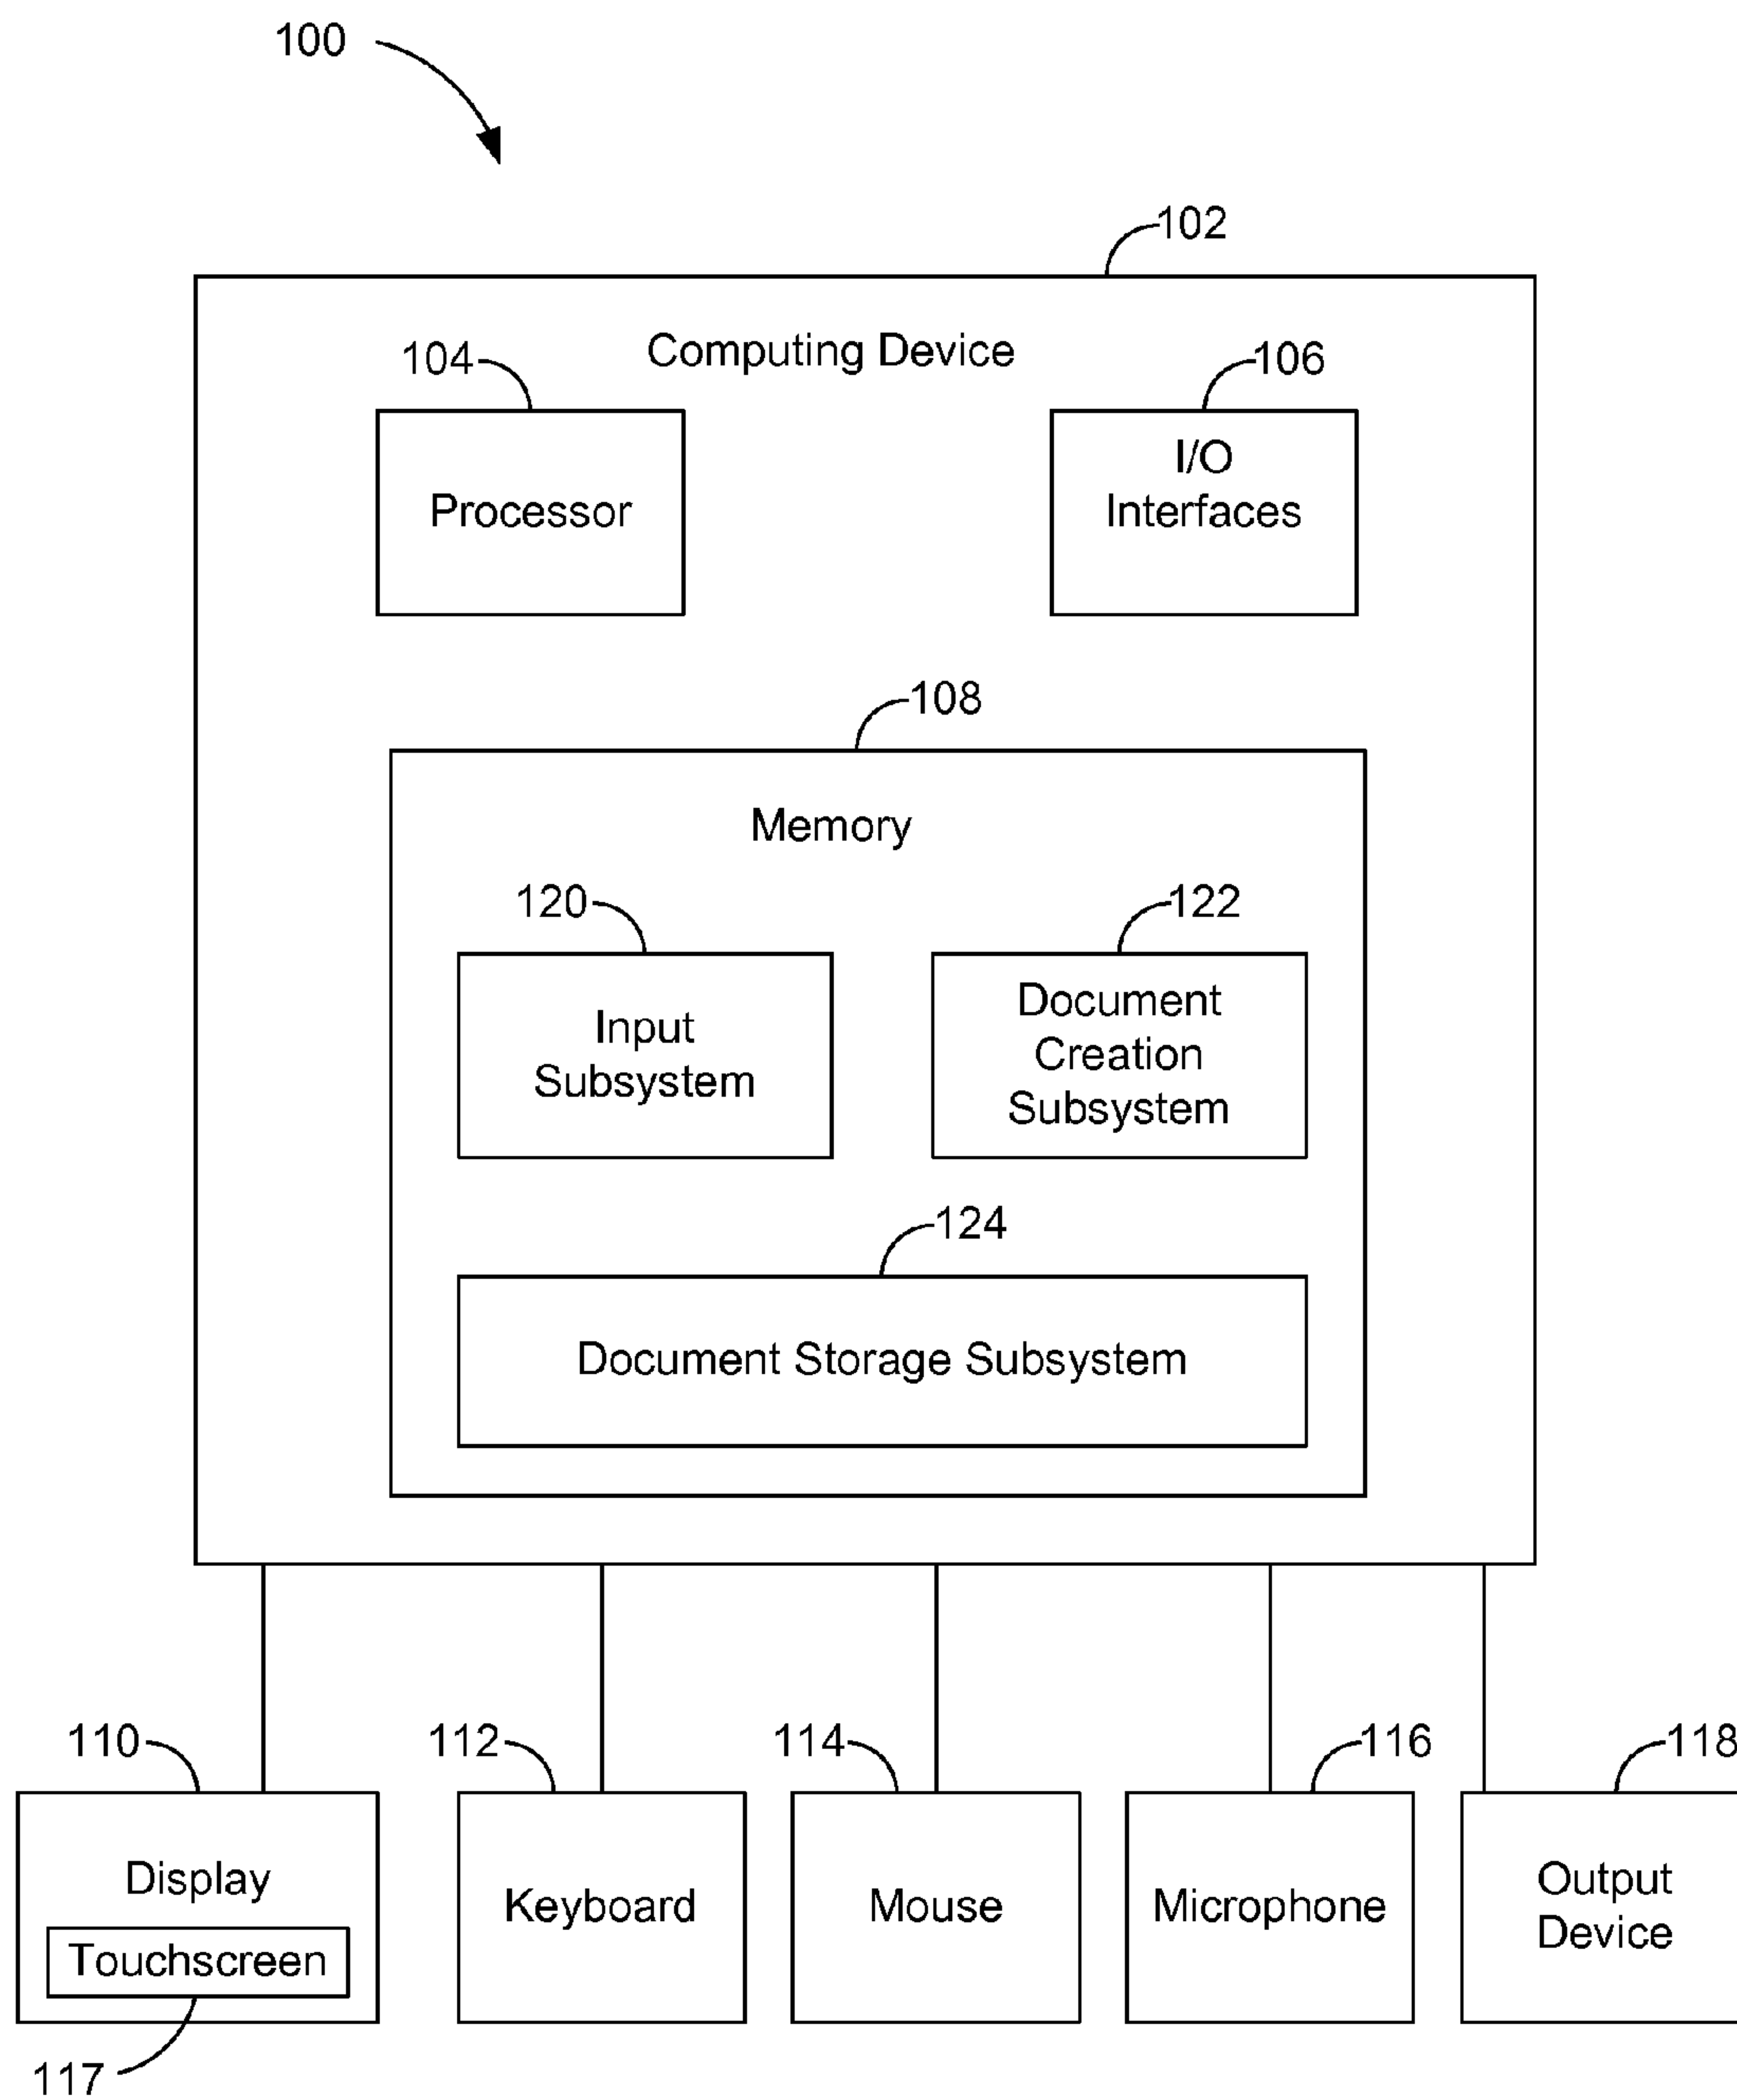 100
102
Computing Device
104
106
Processor
I/O
Interfaces
108
Memory
120
122
Input
Subsystem
Document
Creation
Subsystem
124
Document Storage Subsystem
110
112
114
116
118
Display
Touchscreen
Keyboard
Mouse
Microphone
Output
Device
117